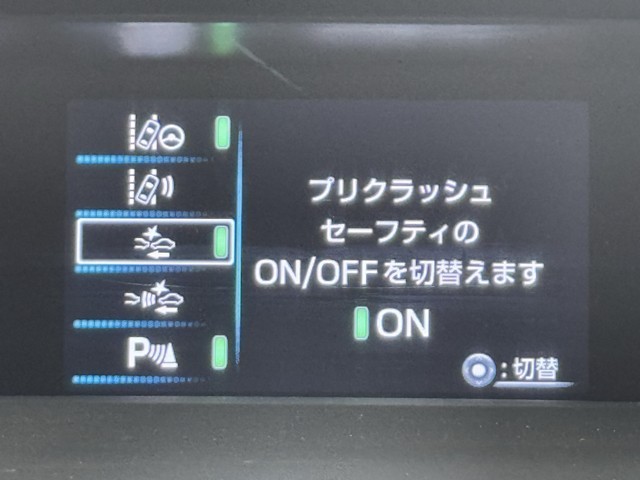 プリクラッシュ
セーフティの
ON/OFFを切替えます
ON
P
:切替